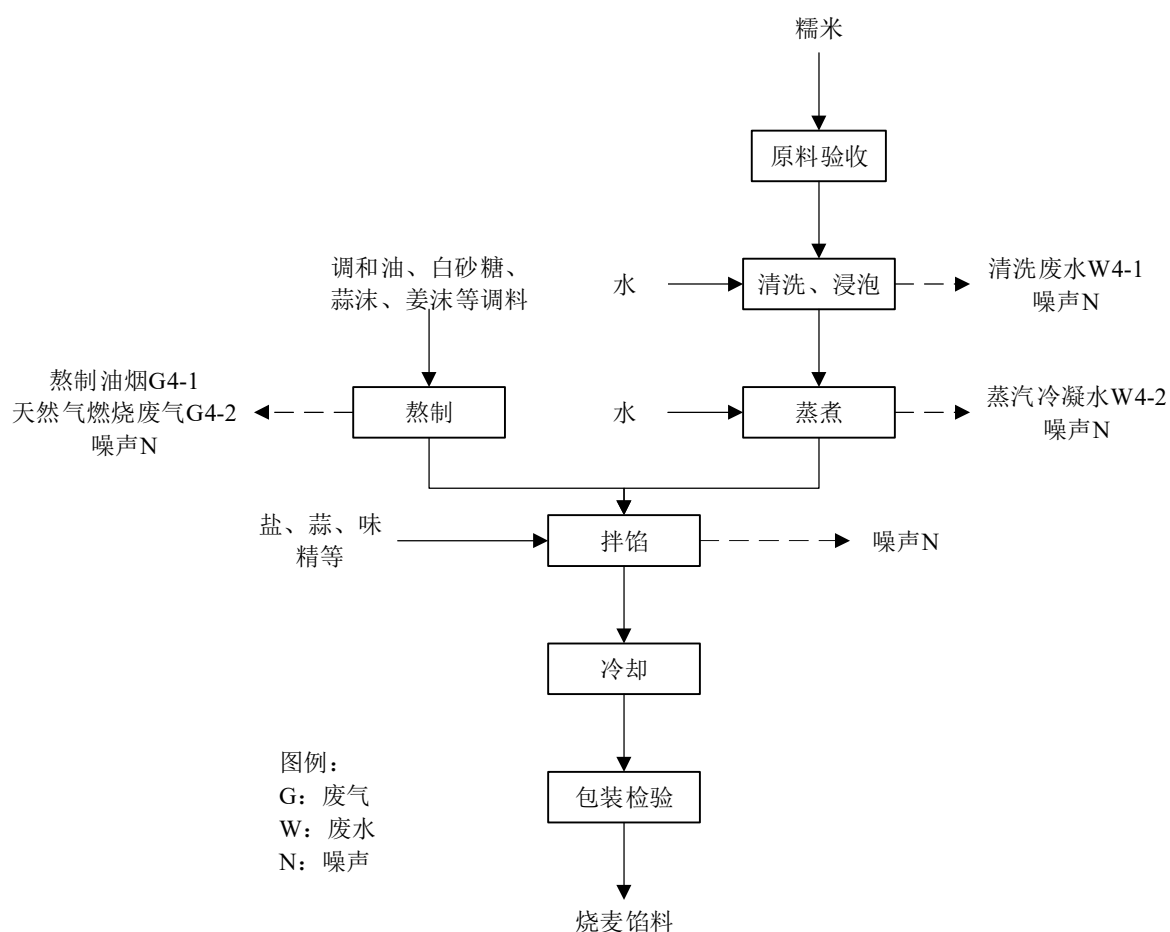 糯米
原料验收
调和油、白砂糖、
蒜沫、姜沫等调料
水
清洗、浸泡
清洗废水W4-1
噪声N
熬制油烟G4-1
天然气燃烧废气G4-2
噪声N
熬制
水
蒸煮
蒸汽冷凝水W4-2
噪声N
盐、蒜、味
精等
拌馅
噪声N
冷却
图例：
G：废气
W：废水
N：噪声
包装检验
烧麦馅料